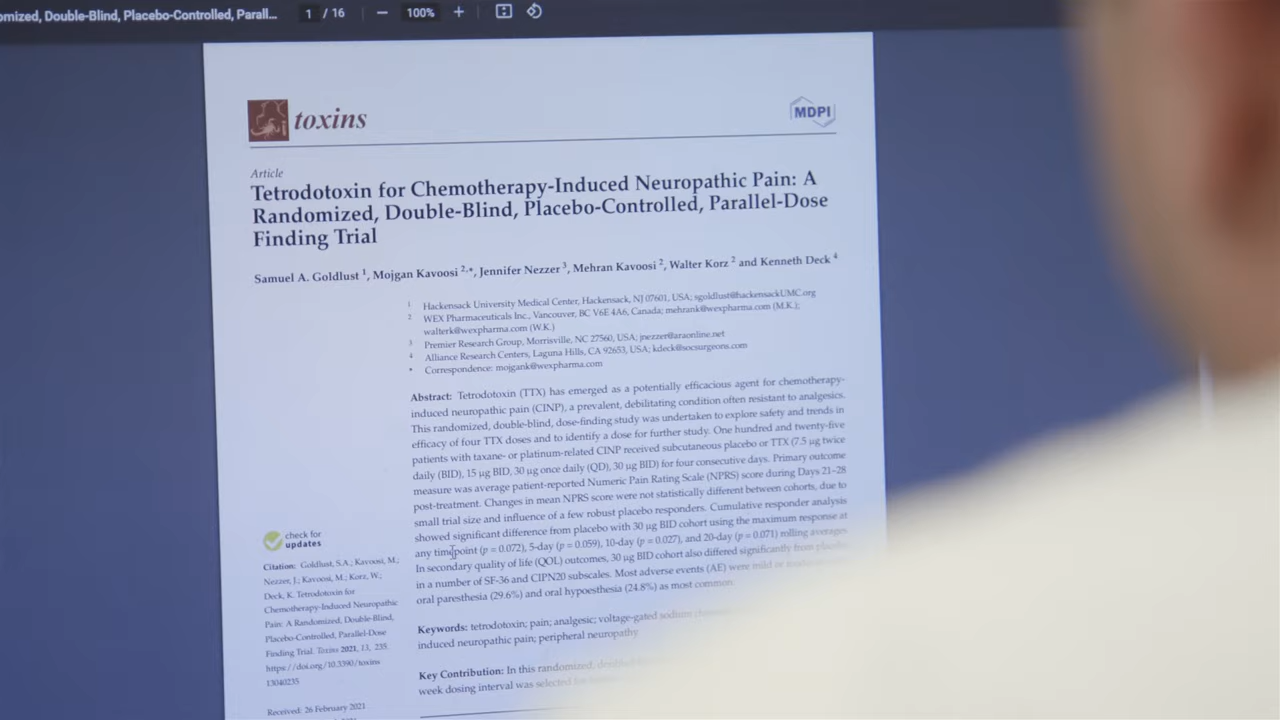 omized, Double-Blind, Placebo-Controlled, Parall...
1 / 16
100%
toxins
MDPI
Article
Tetrodotoxin for Chemotherapy-Induced Neuropathic Pain: A
Randomized, Double-Blind, Placebo-Controlled, Parallel-Dose
Finding Trial
Samuel A. Goldlust 1, Mojgan Kavoosi 2,*, Jennifer Nezzer 3, Mehran Kavoosi 2, Walter Korz 2 and Kenneth Deck 4
1 Hackensack University Medical Center, Hackensack, NJ 07601, USA; sgoldlust@hackensackUMC.org
2 WEX Pharmaceuticals Inc., Vancouver, BC V6E 4A6, Canada; mehrank@wexpharma.com (M.K.);
walterk@wexpharma.com (W.K.)
3 Premier Research Group, Morrisville, NC 27560, USA; jnezzer@araonline.net
4 Alliance Research Centers, Laguna Hills, CA 92653, USA; kdeck@socsurgeons.com
* Correspondence: mojgank@wexpharma.com
Abstract: Tetrodotoxin (TTX) has emerged as a potentially efficacious agent for chemotherapy-
induced neuropathic pain (CINP), a prevalent, debilitating condition often resistant to analgesics.
This randomized, double-blind, dose-finding study was undertaken to explore safety and trends in
efficacy of four TTX doses and to identify a dose for further study. One hundred and twenty-five
patients with taxane- or platinum-related CINP received subcutaneous placebo or TTX (7.5 µg twice
daily (BID), 15 µg BID, 30 µg once daily (QD), 30 µg BID) for four consecutive days. Primary outcome
measure was average patient-reported Numeric Pain Rating Scale (NPRS) score during Days 21–28
post-treatment. Changes in mean NPRS score were not statistically different between cohorts, due to
small trial size and influence of a few robust placebo responders. Cumulative responder analysis
showed significant difference from placebo with 30 µg BID cohort using the maximum response at
any timepoint (p = 0.072), 5-day (p = 0.059), 10-day (p = 0.027), and 20-day (p = 0.071) rolling averages
In secondary quality of life (QOL) outcomes, 30 µg BID cohort also differed significantly from placebo
in a number of SF-36 and CIPN20 subscales. Most adverse events (AE) were mild or
oral paresthesia (29.6%) and oral hypoesthesia (24.8%) as most common.
Keywords: tetrodotoxin; pain; analgesic; voltage-gated sodium
induced neuropathic pain; peripheral neuropathy
Key Contribution: In this randomized,
week dosing interval was selected
check for
updates
Citation: Goldlust, S.A.; Kavoosi, M.;
Nezzer, J.; Kavoosi, M.; Korz, W.;
Deck, K. Tetrodotoxin for
Chemotherapy-Induced Neuropathic
Pain: A Randomized, Double-Blind,
Placebo-Controlled, Parallel-Dose
Finding Trial. Toxins 2021, 13, 235.
https://doi.org/10.3390/toxins
13040235
Received: 26 February 2021